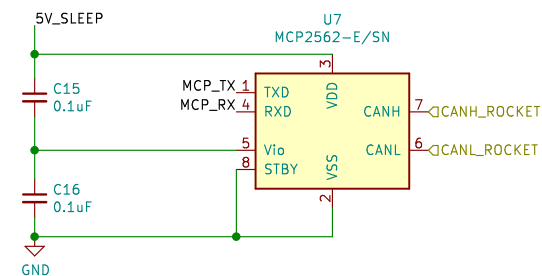 5V_SLEEP
U7
MCP2562-E/SN
C15
0.1uF
MCP_TX 1 TXD
MCP_RX 4 RXD
3 VDD
CANH 7 CANH_ROCKET
5 Vio
CANL 6 CANL_ROCKET
8 STBY
VSS 2
C16
0.1uF
GND